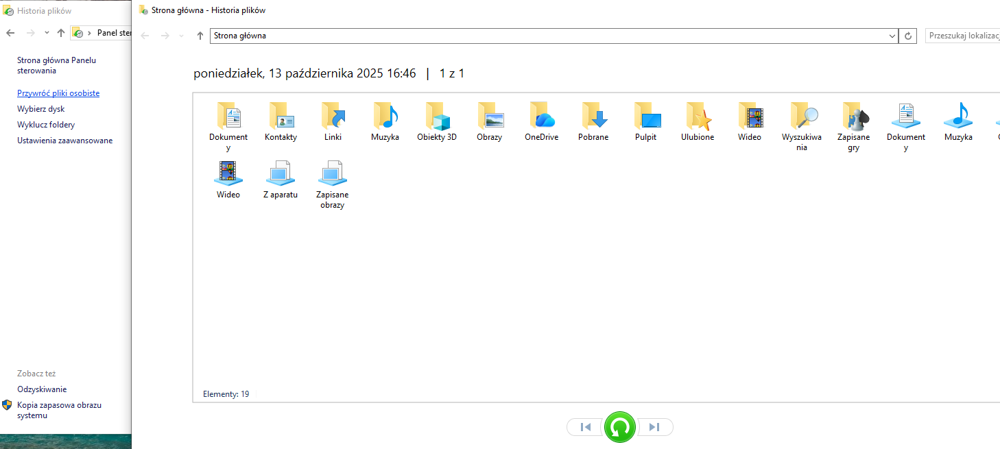 Historia plików
Panel ster
Strona główna Panelu
sterowania
Przywróć pliki osobiste
Wybierz dysk
Wyklucz foldery
Ustawienia zaawansowane
Zobacz też
Odzyskiwanie
Kopia zapasowa obrazu
systemu
Strona główna - Historia plików
Strona główna
Przeszukaj lokalizac
poniedziałek, 13 października 2025 16:46 | 1 z 1
Dokument
y
Kontakty
Linki
Muzyka
Obiekty 3D
Obrazy
OneDrive
Pobrane
Pulpit
Ulubione
Wideo
Wyszukiwa
nia
Zapisane
gry
Dokument
y
Muzyka
Wideo
Z aparatu
Zapisane
obrazy
Elementy: 19